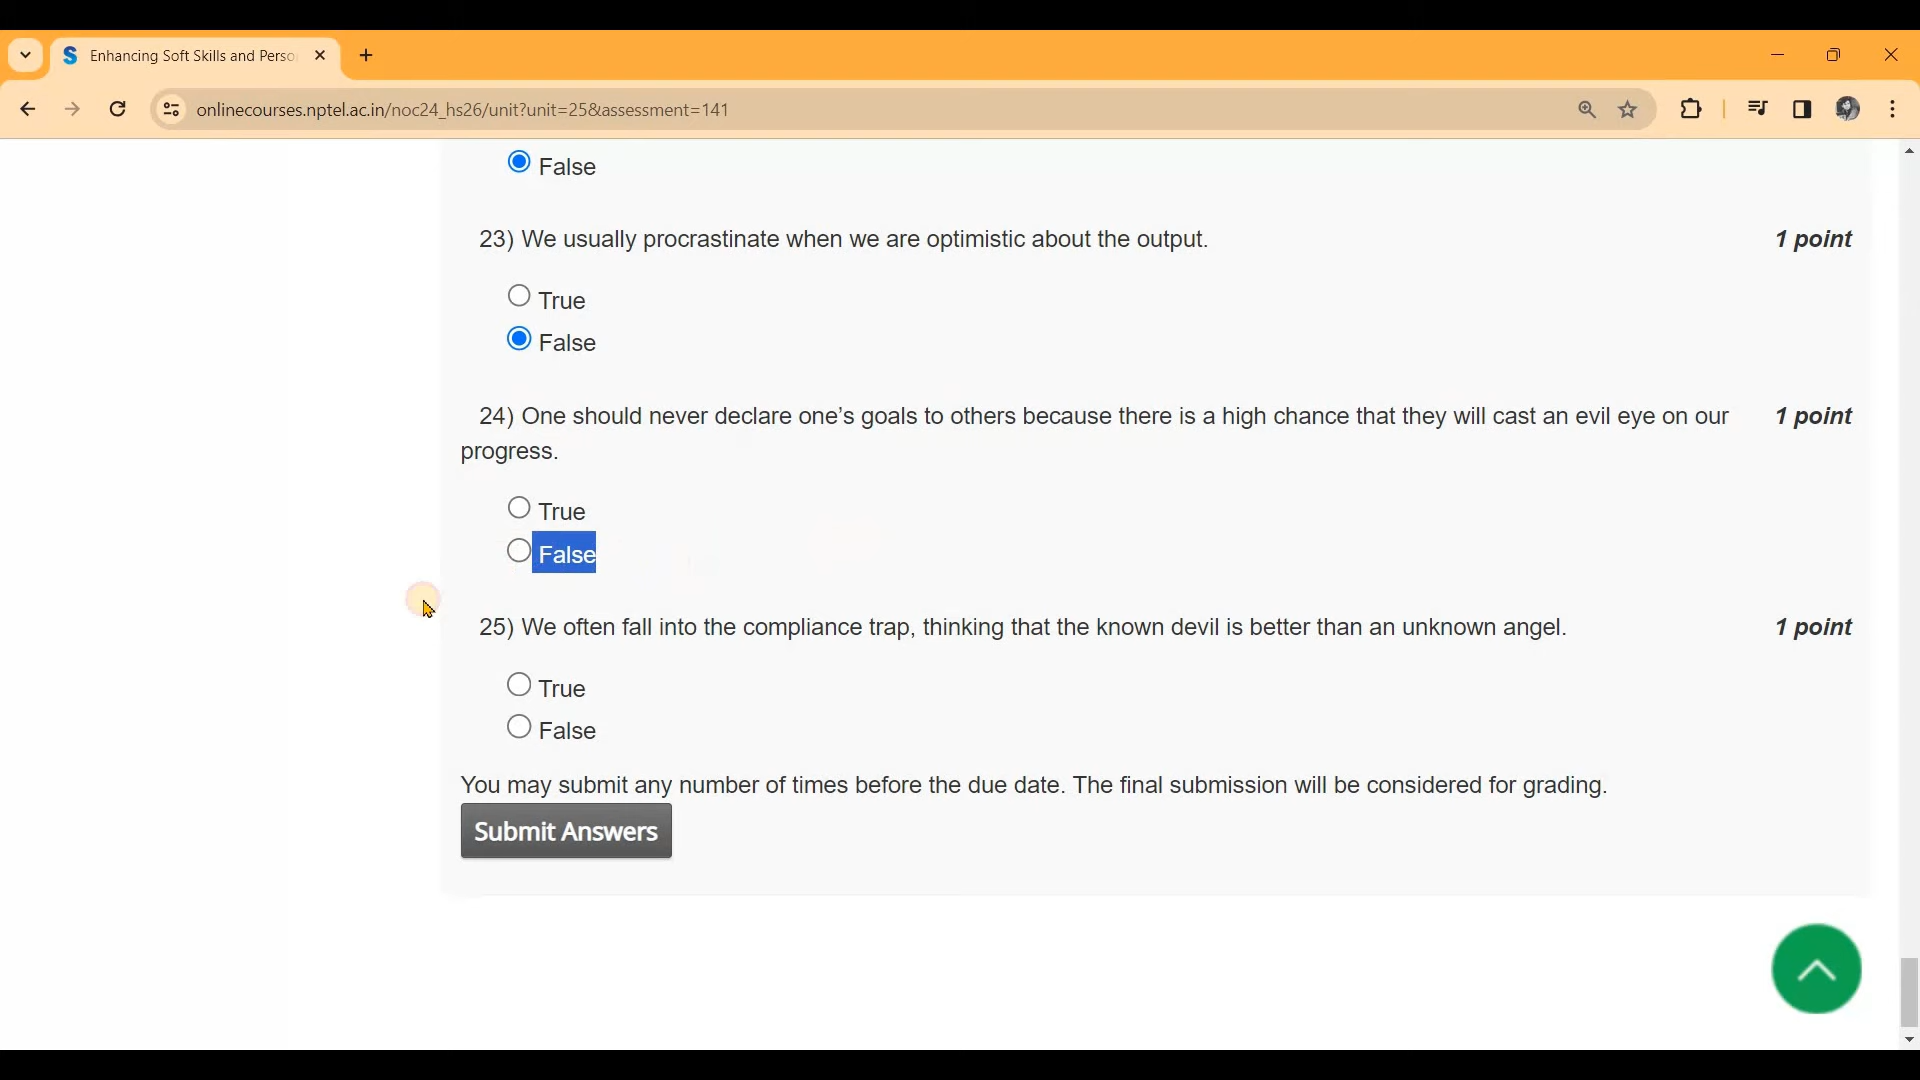 Enhancing Soft Skills and Perso
onlinecourses.nptel.ac.in/noc24_hs26/unit?unit=25&assessment=141
False
23) We usually procrastinate when we are optimistic about the output. 1 point
True
False
24) One should never declare one’s goals to others because there is a high chance that they will cast an evil eye on our 1 point
progress.
True
False
25) We often fall into the compliance trap, thinking that the known devil is better than an unknown angel. 1 point
True
False
You may submit any number of times before the due date. The final submission will be considered for grading.
Submit Answers